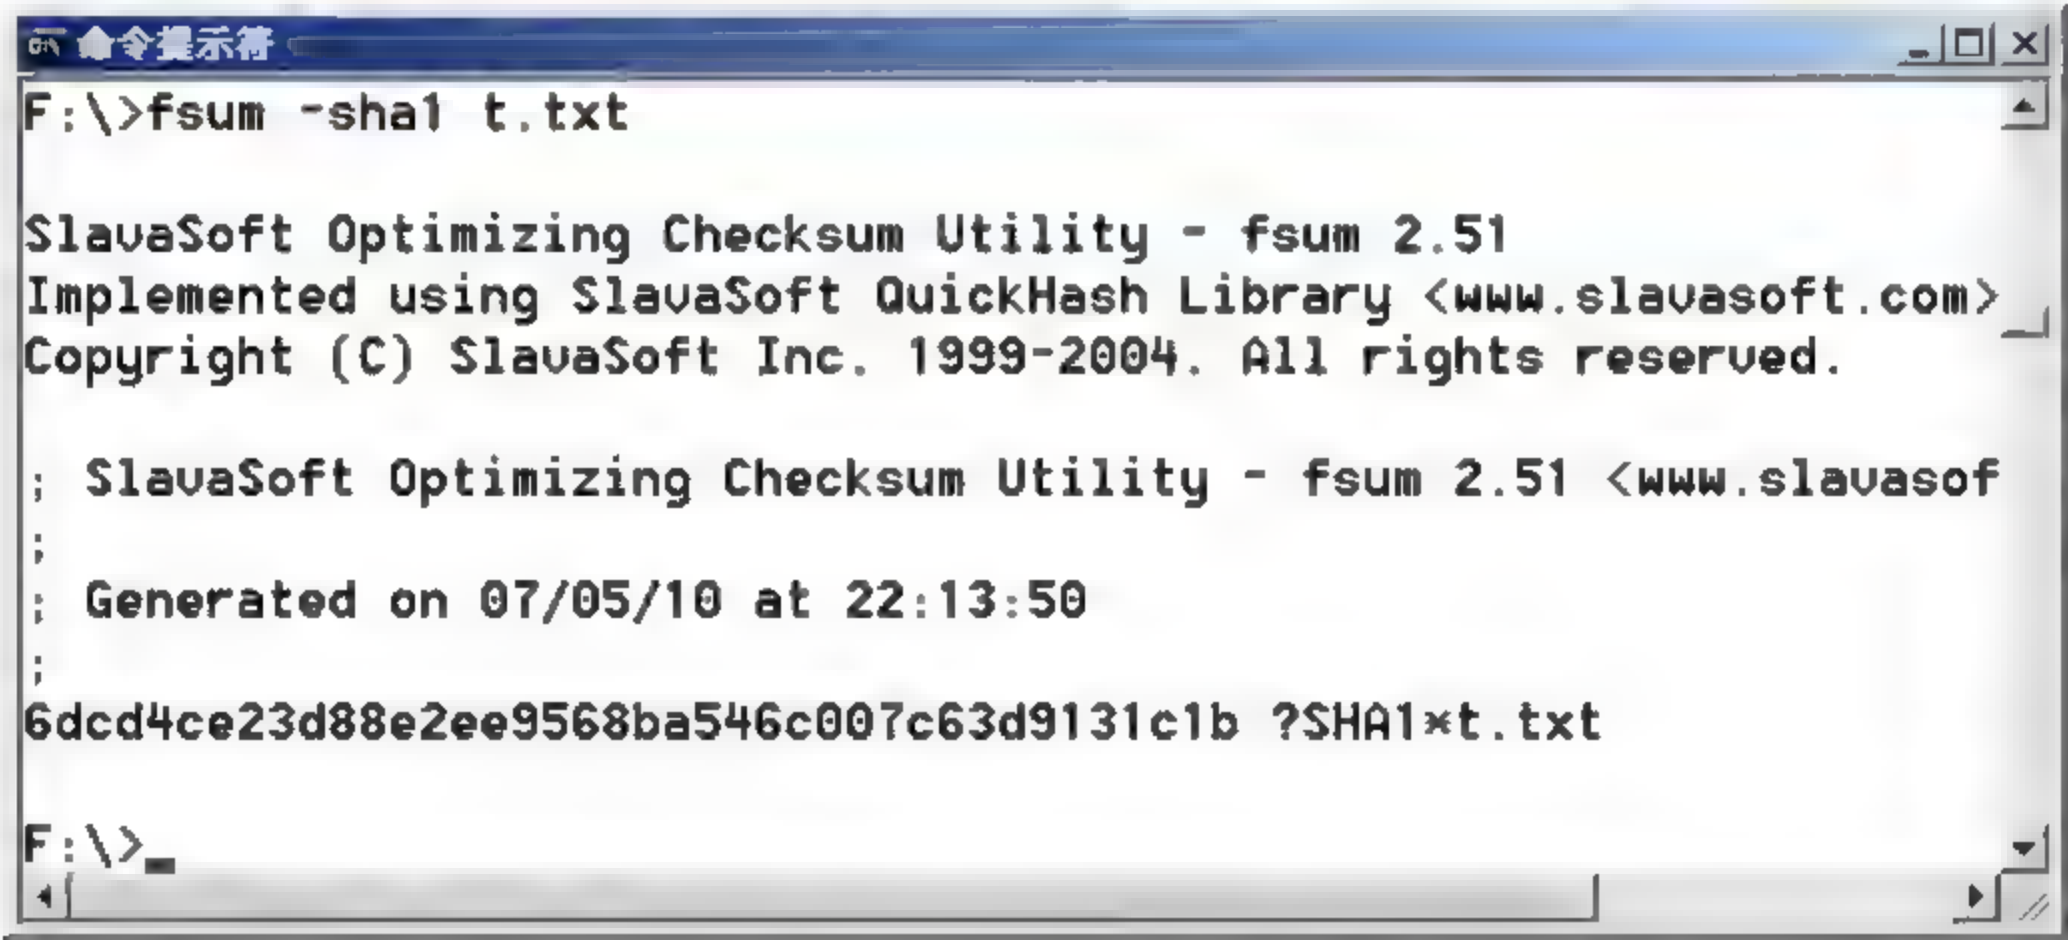 命令提示符
F:\>fsum -sha1 t.txt
SlavaSoft Optimizing Checksum Utility - fsum 2.51
Implemented using SlavaSoft QuickHash Library <www.slavasoft.com>
Copyright (C) SlavaSoft Inc. 1999-2004. All rights reserved.
; SlavaSoft Optimizing Checksum Utility - fsum 2.51 <www.slavasof
;
; Generated on 07/05/10 at 22:13:50
;
6dcd4ce23d88e2ee9568ba546c007c63d9131c1b ?SHA1*t.txt
F:\>_